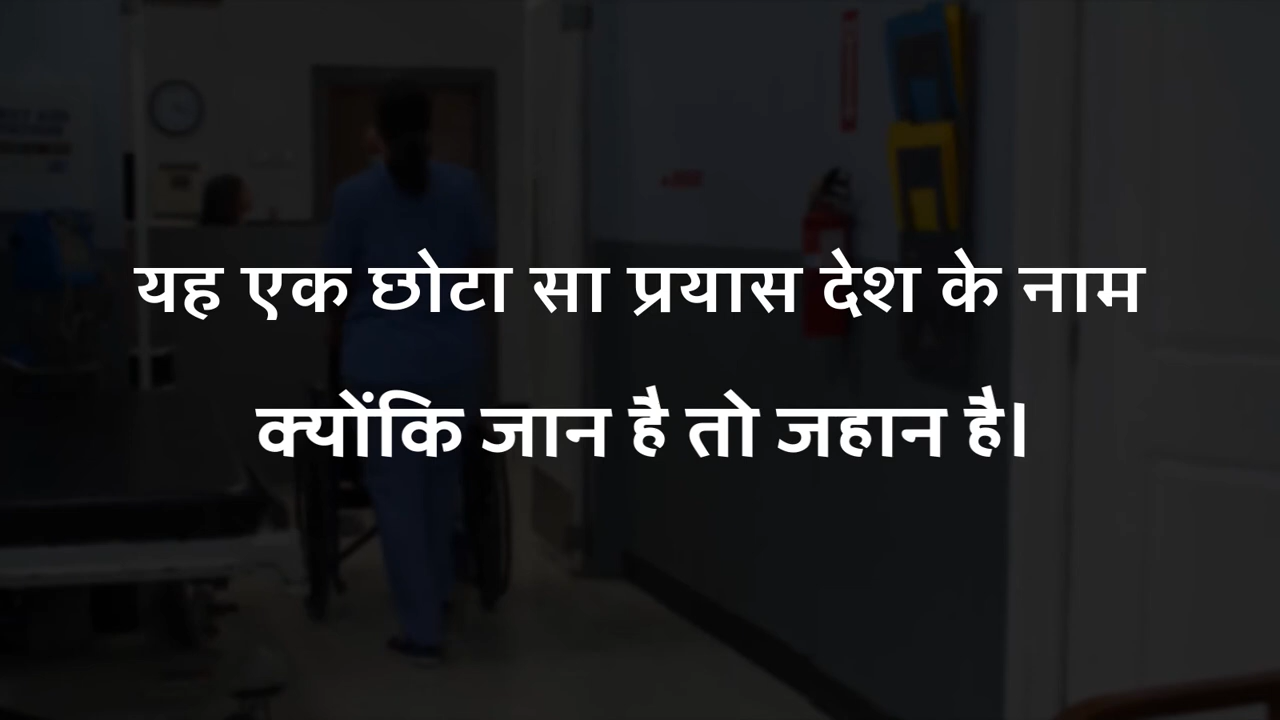 यह एक छोटा सा प्रयास देश के नाम
क्योंकि जान है तो जहान है।